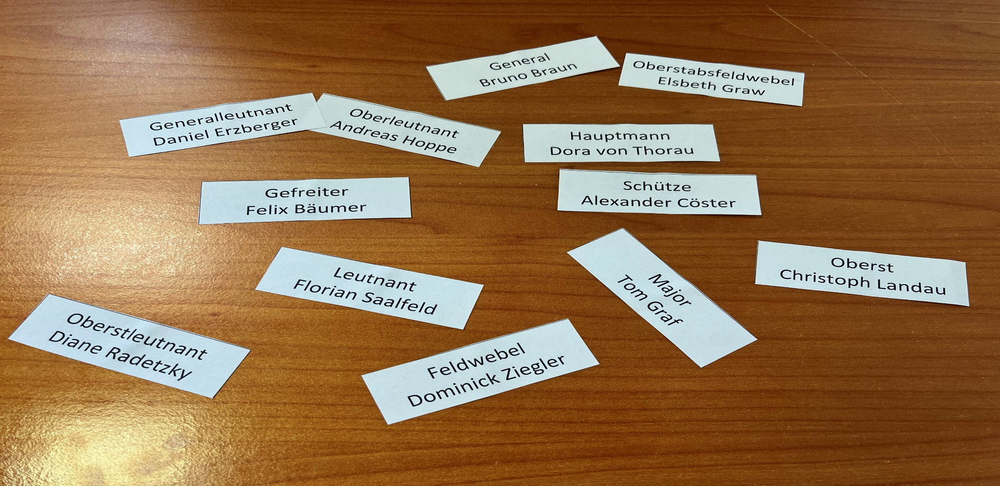 General
Bruno Braun
Oberstabsfeldwebel
Elsbeth Graw
Generalleutnant
Daniel Erzberger
Oberleutnant
Andreas Hoppe
Hauptmann
Dora von Thorau
Gefreiter
Felix Bäumer
Schütze
Alexander Cöster
Leutnant
Florian Saalfeld
Major
Tom Graf
Oberst
Christoph Landau
Oberstleutnant
Diane Radetzky
Feldwebel
Dominick Ziegler